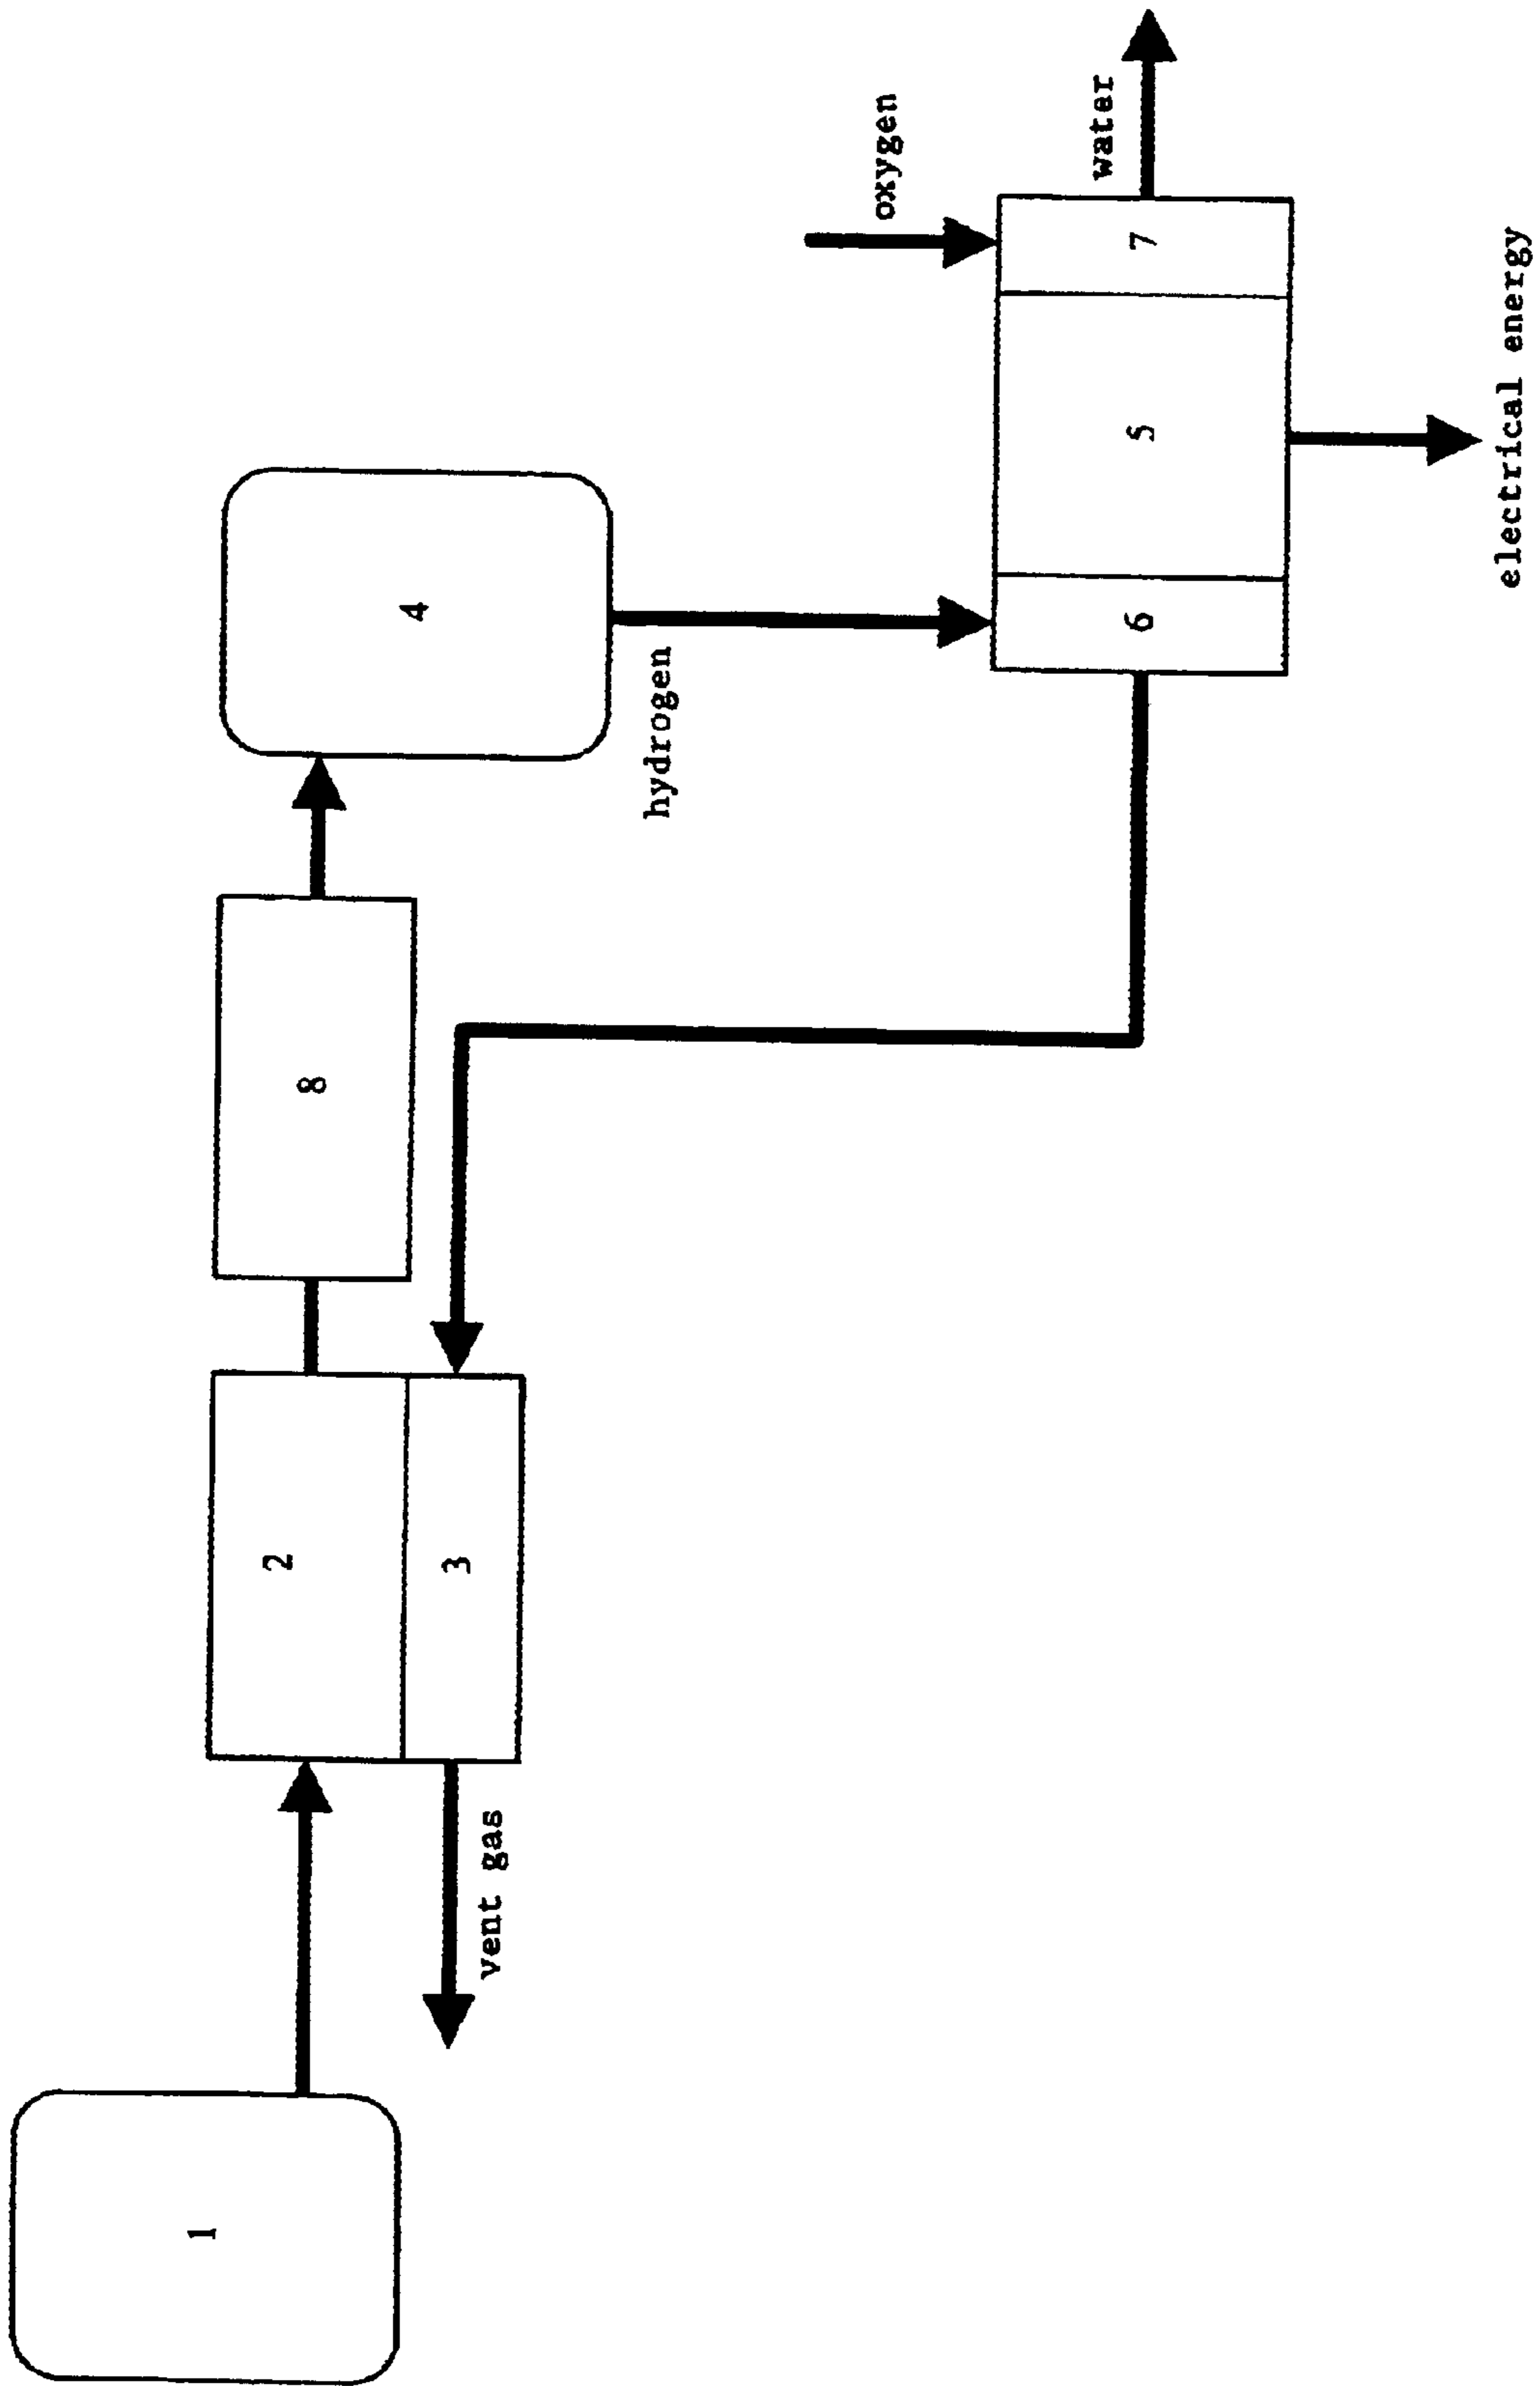 1
2
8
4
3
vent gas
hydrogen
oxygen
water
6
5
7
electrical energy